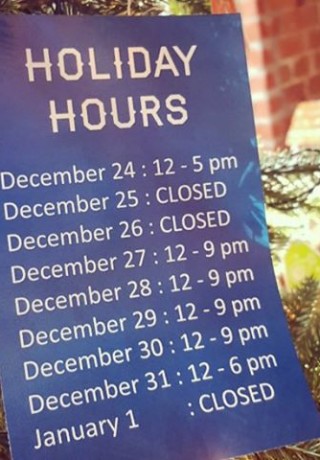 HOLIDAY
HOURS
December 24 : 12 - 5 pm
December 25 : CLOSED
December 26 : CLOSED
December 27 : 12 - 9 pm
December 28 : 12 - 9 pm
December 29 : 12 - 9 pm
December 30 : 12 - 9 pm
December 31 : 12 - 6 pm
January 1 : CLOSED